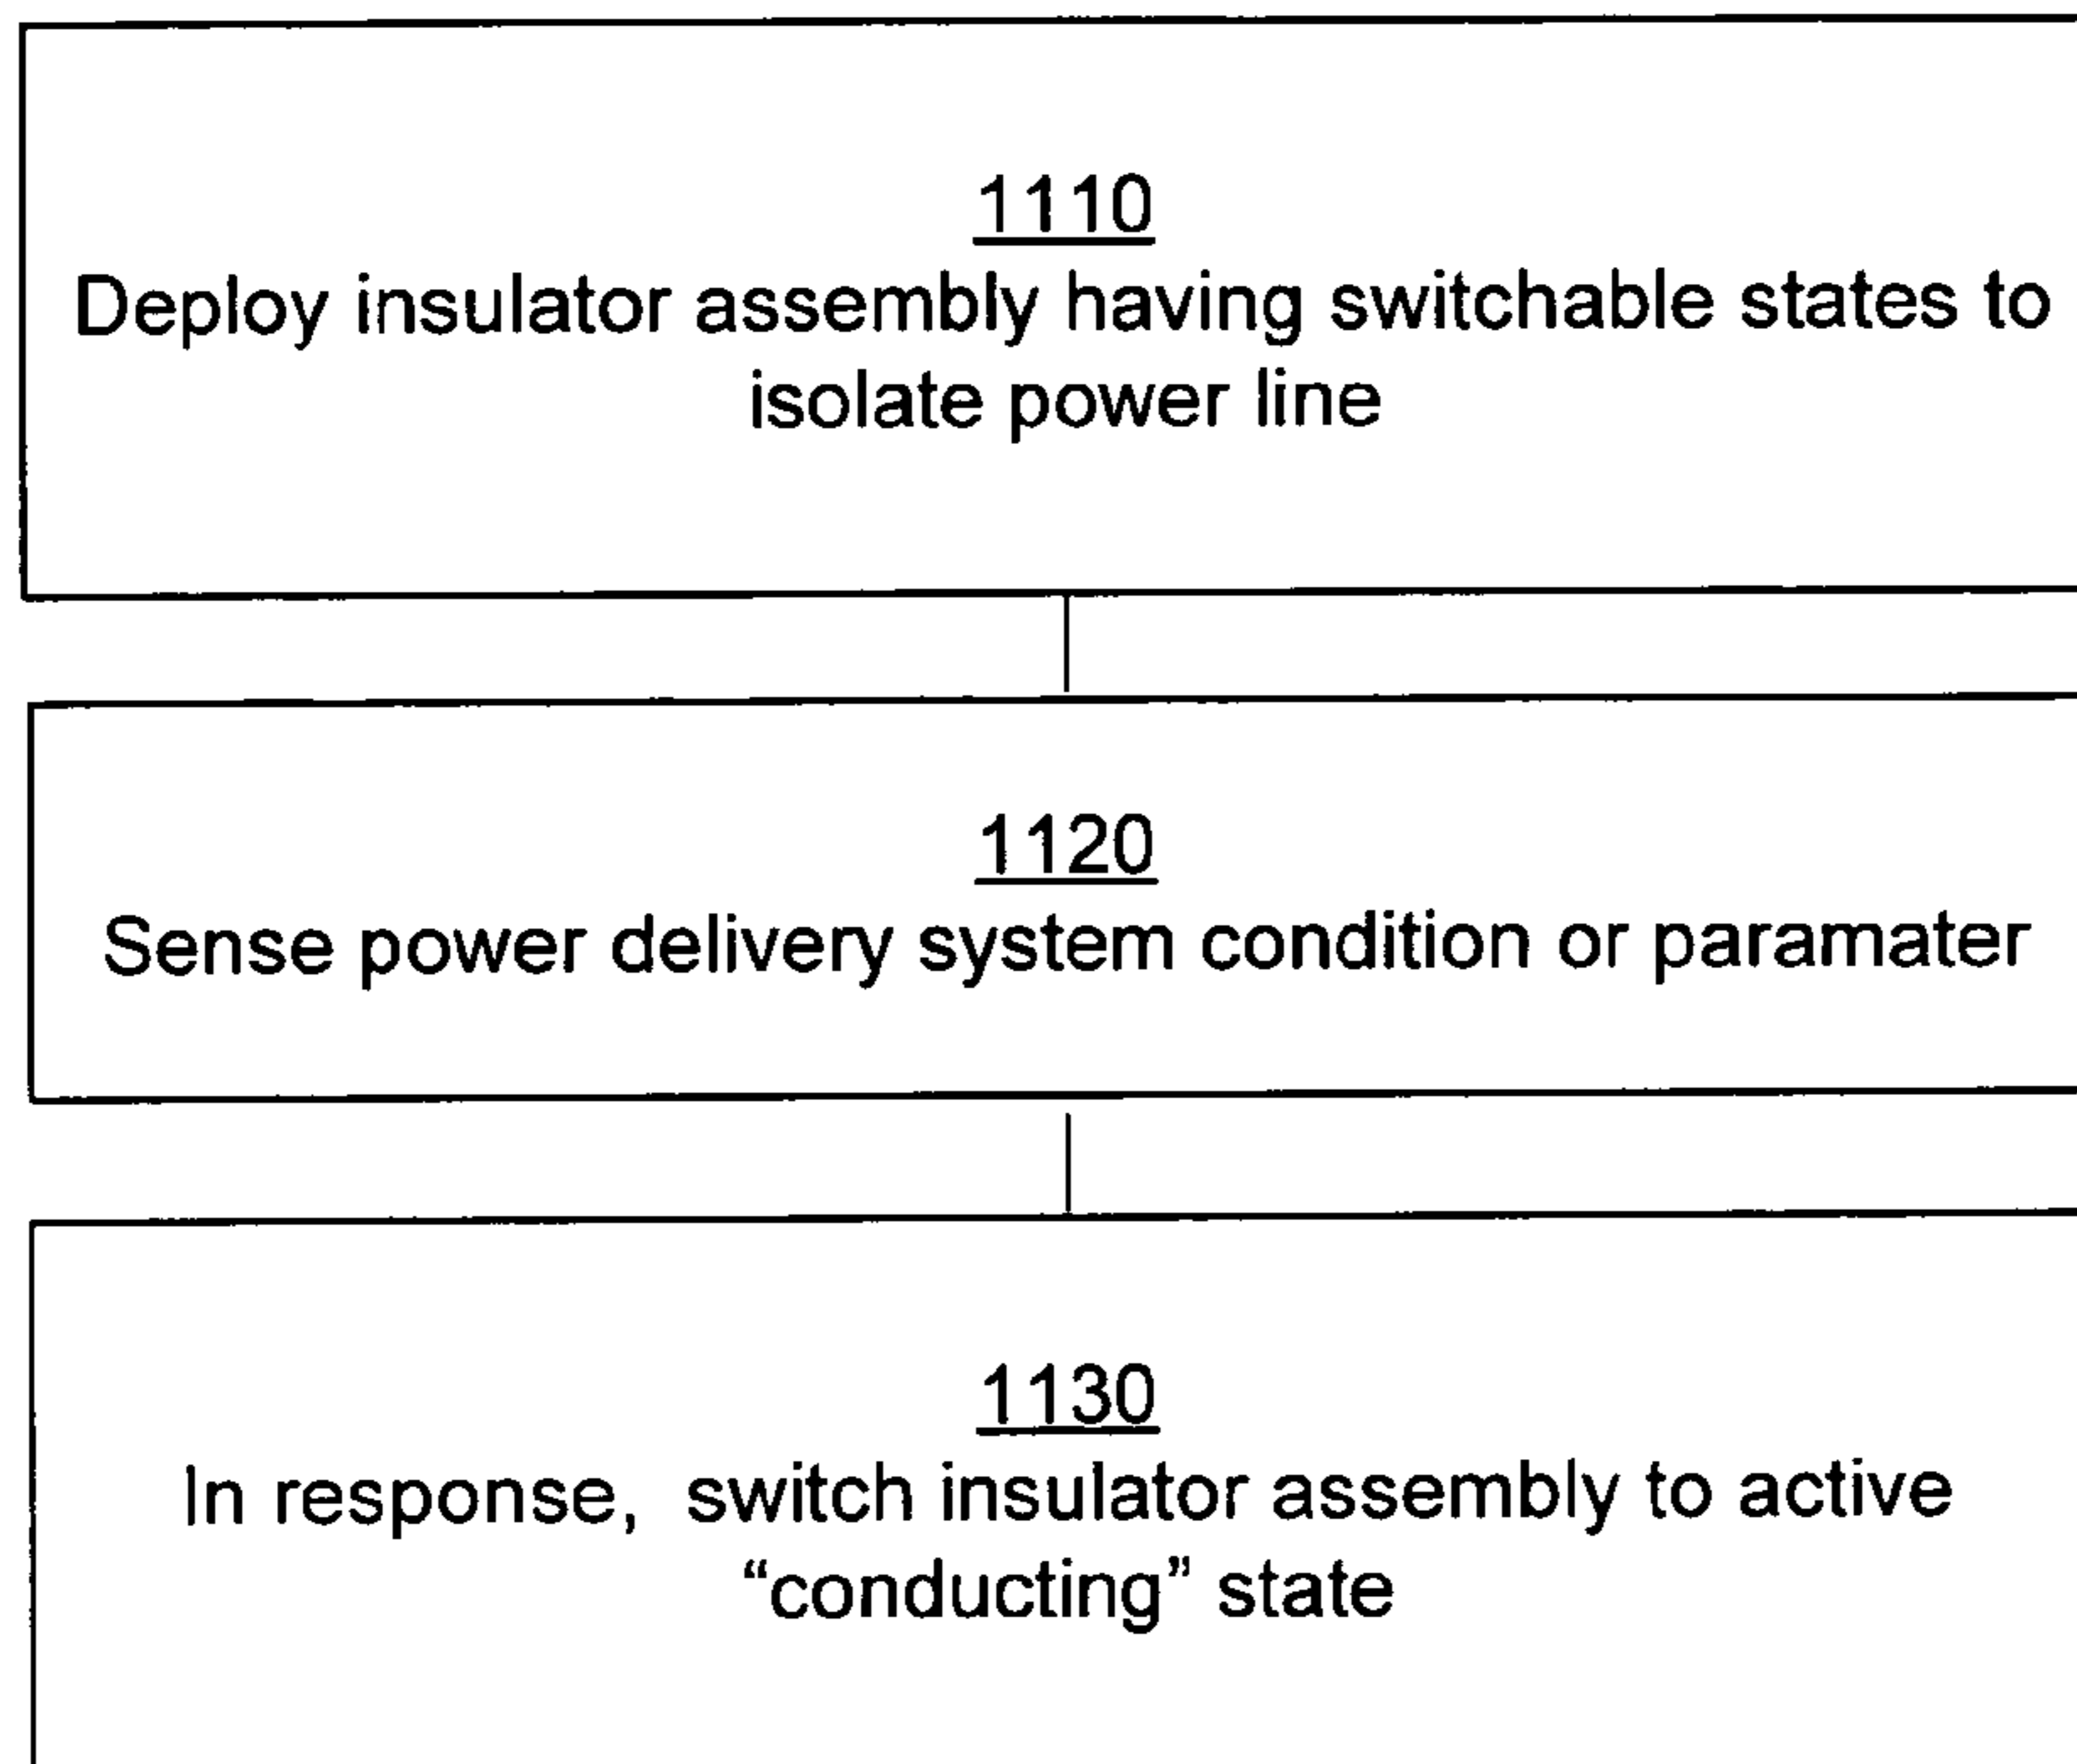 1110
Deploy insulator assembly having switchable states to
isolate power line
1120
Sense power delivery system condition or paramater
1130
In response, switch insulator assembly to active
“conducting” state